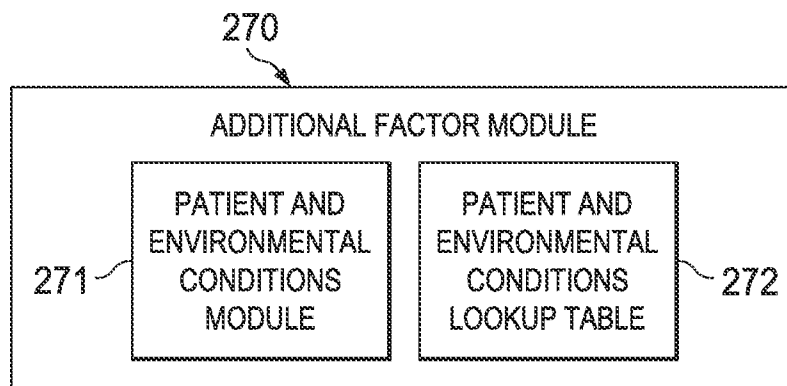 270
ADDITIONAL FACTOR MODULE
PATIENT AND
ENVIRONMENTAL
CONDITIONS
MODULE
271
PATIENT AND
ENVIRONMENTAL
CONDITIONS
LOOKUP TABLE
272